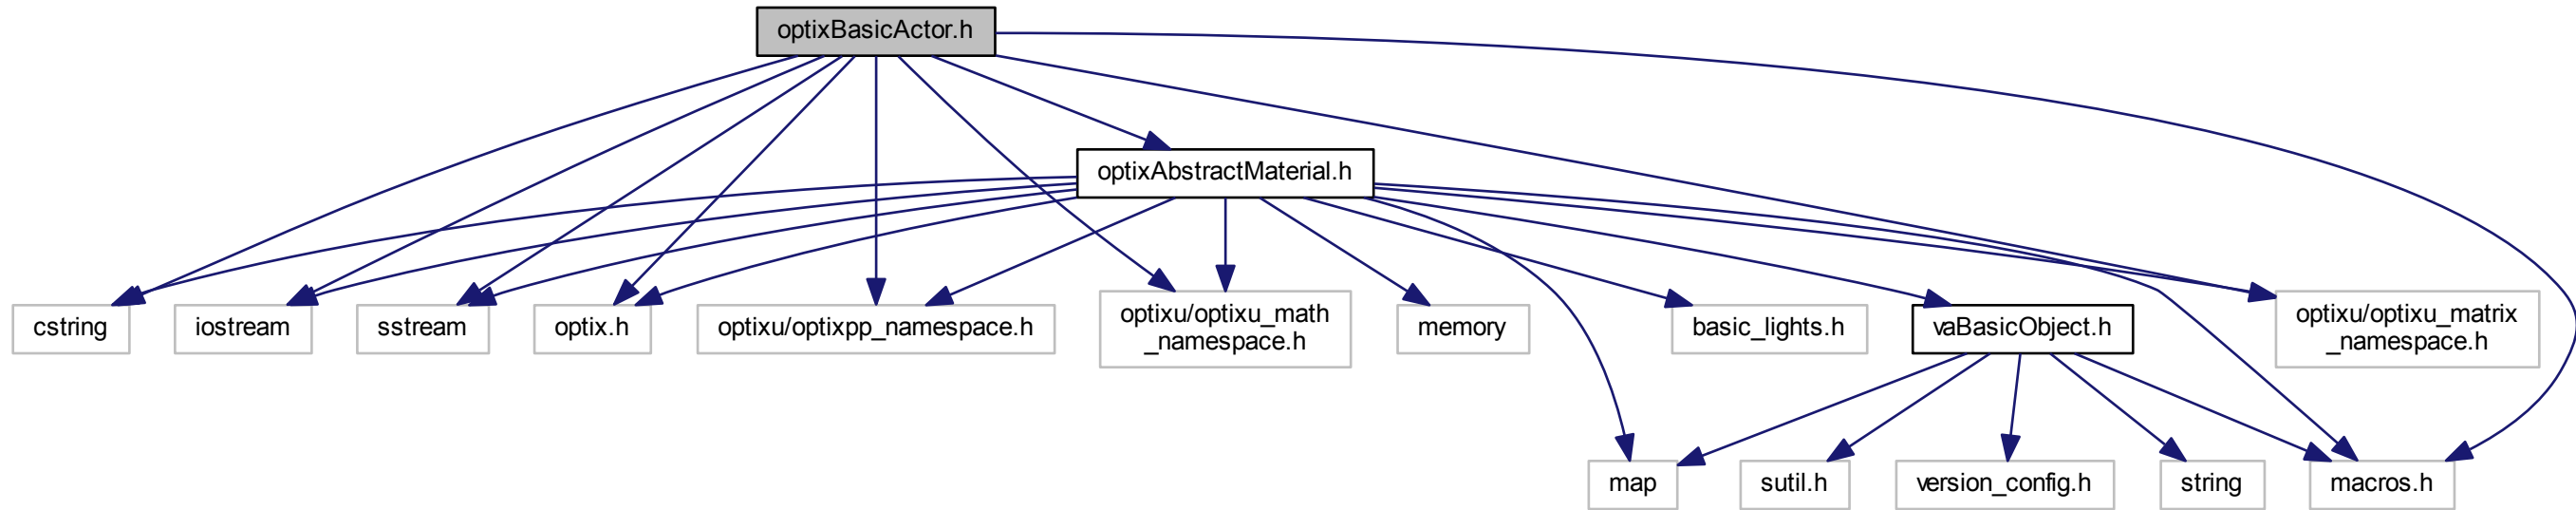 optixBasicActor.h
optixAbstractMaterial.h
cstring
iostream
sstream
optix.h
optixu/optixpp_namespace.h
optixu/optixu_math
_namespace.h
memory
basic_lights.h
vaBasicObject.h
optixu/optixu_matrix
_namespace.h
map
sutil.h
version_config.h
string
macros.h